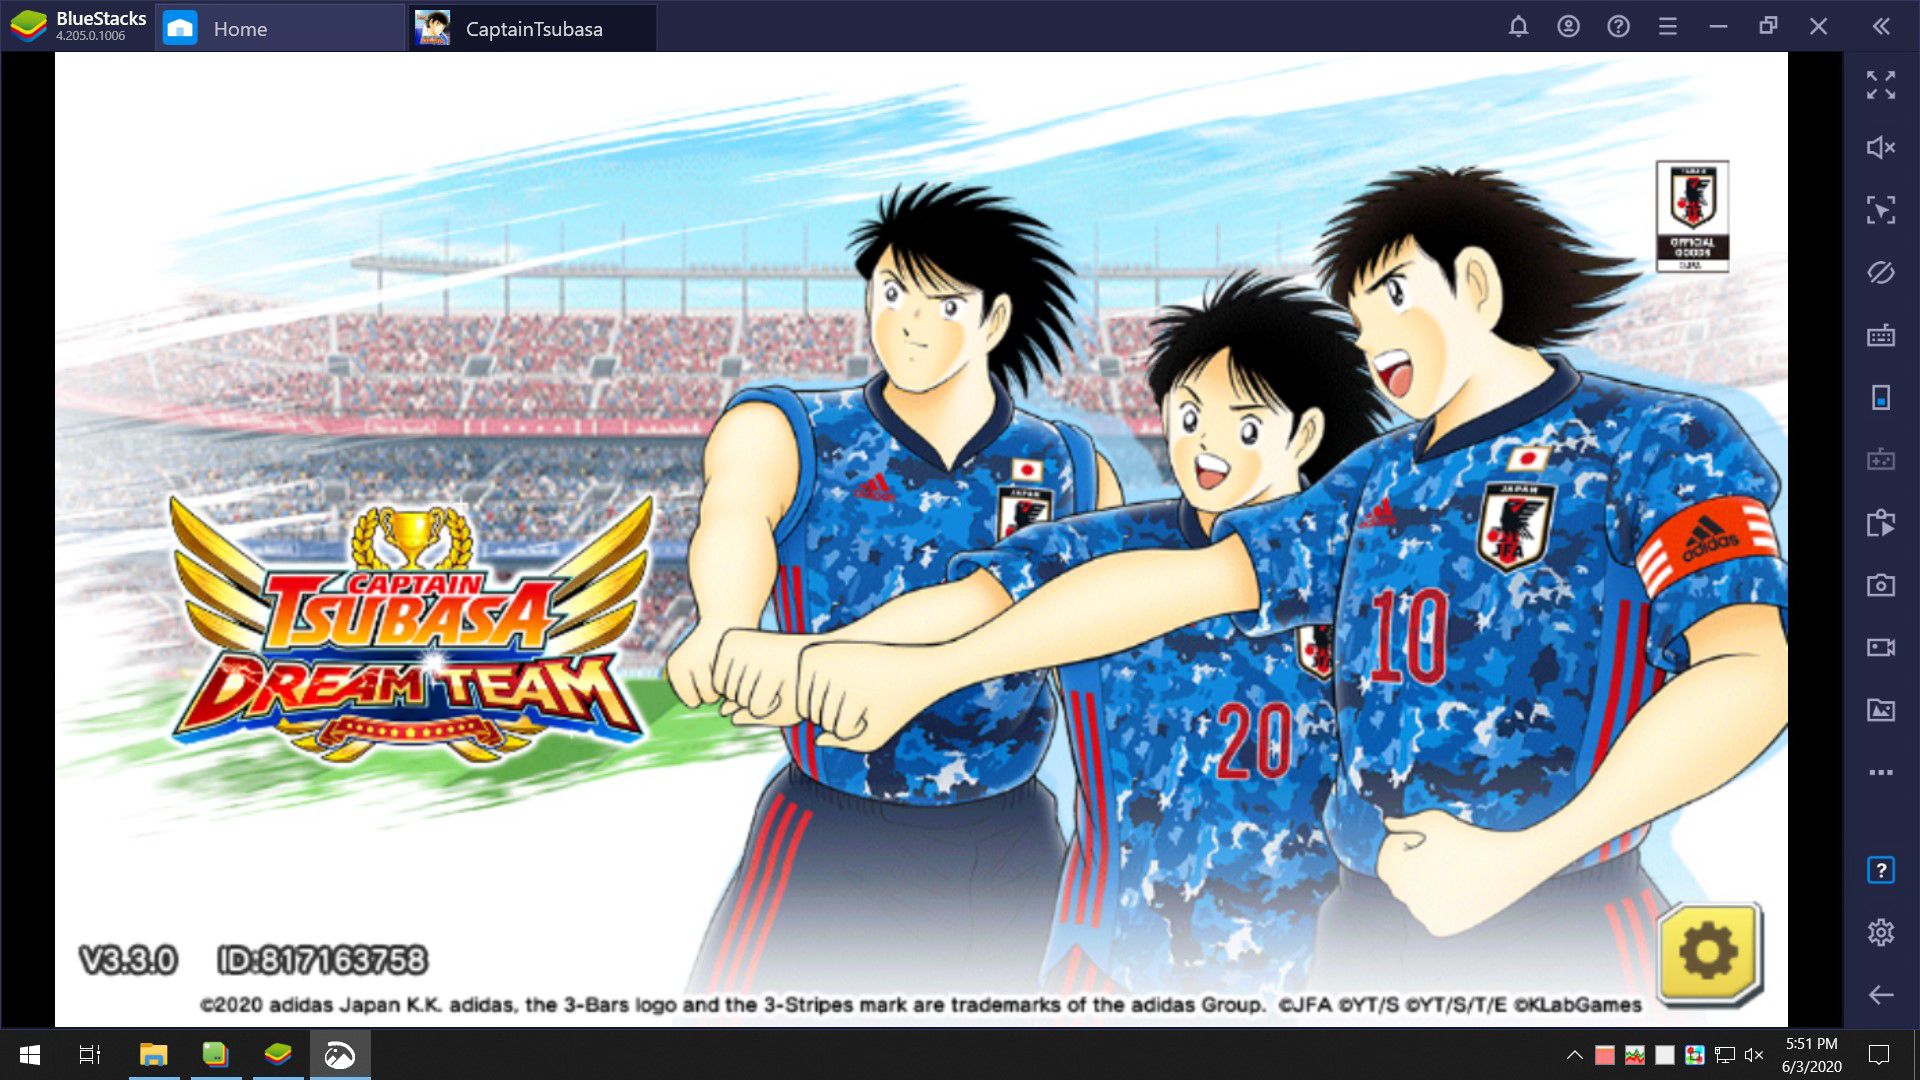 BlueStacks
4.205.0.1006
Home
CaptainTsubasa
OFFICIAL
GOODS
JAPAN
JAPAN
JFA
adidas
10
20
CAPTAIN
TSUBASA
DREAM TEAM
V3.3.0 ID:817163758
©2020 adidas Japan K.K. adidas, the 3-Bars logo and the 3-Stripes mark are trademarks of the adidas Group. ©JFA ©YT/S ©YT/S/T/E ©KLabGames
5:51 PM
6/3/2020